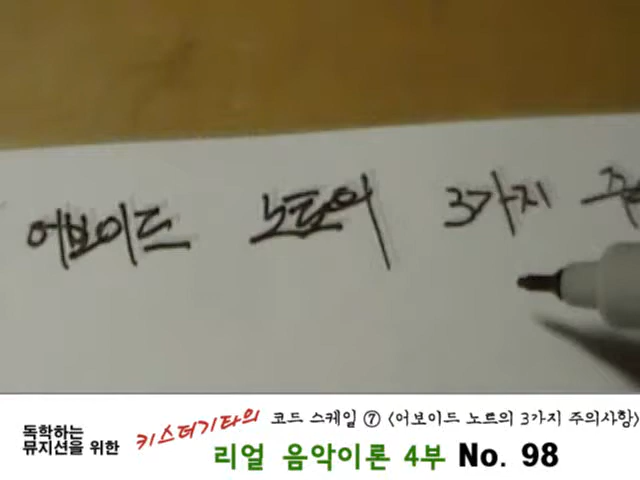 어보이드 노트의 3가지 주
독학하는
뮤지션을 위한
키스더기타의 코드 스케일 ⑦ <어보이드 노트의 3가지 주의사항>
리얼 음악이론 4부 No. 98